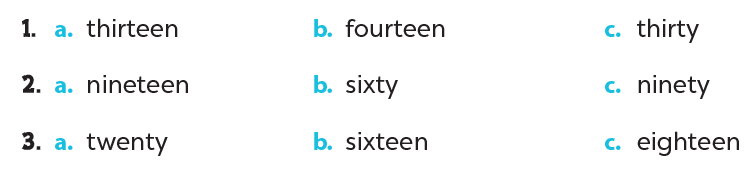 1. a. thirteen b. fourteen c. thirty
2. a. nineteen b. sixty c. ninety
3. a. twenty b. sixteen c. eighteen